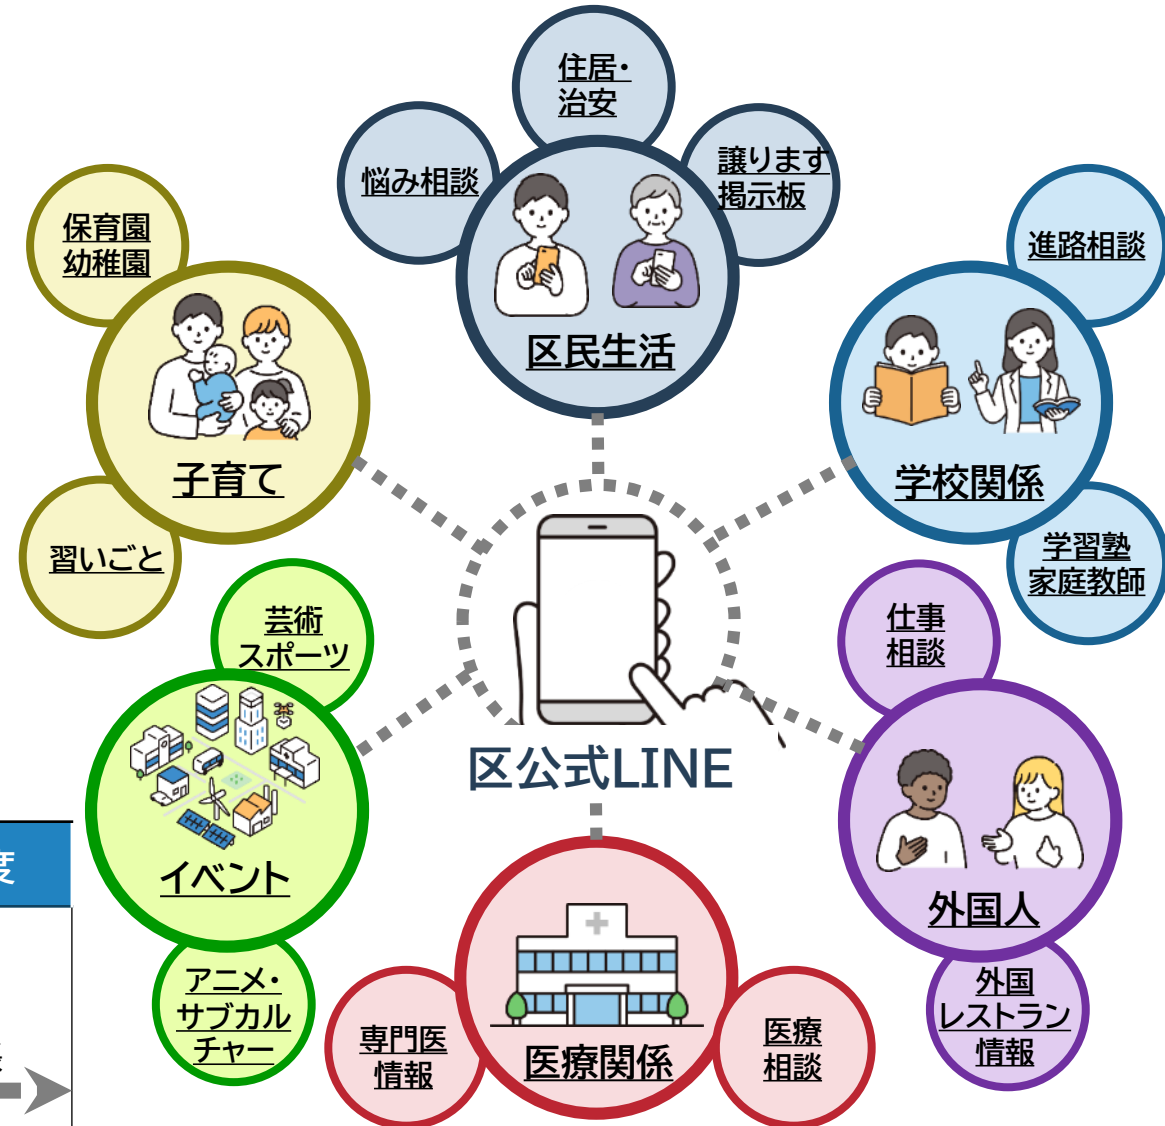 住居・
治安
悩み相談
譲ります
掲示板
区民生活
保育園
幼稚園
子育て
習いごと
進路相談
学校関係
学習塾
家庭教師
芸術
スポーツ
イベント
アニメ・
サブカル
チャー
区公式LINE
仕事
相談
外国人
外国
レストラン
情報
専門医
情報
医療関係
医療
相談
度